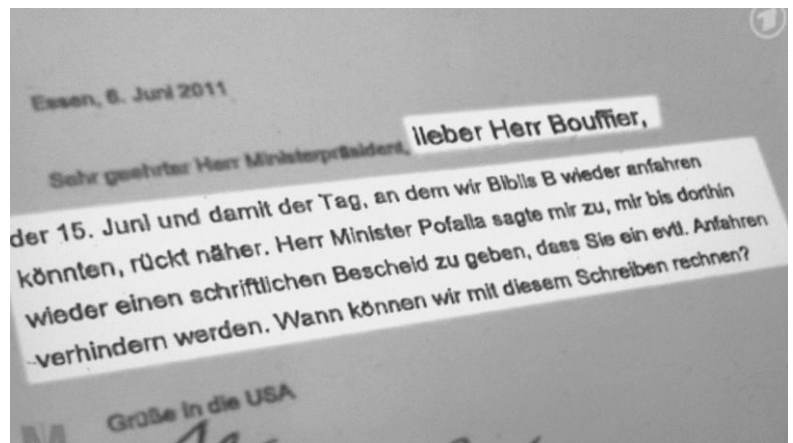 Essen, 6. Juni 2011
Sehr geehrter Herr Ministerpräsident, lieber Herr Bouffier,
der 15. Juni und damit der Tag, an dem wir Biblis B wieder anfahren
könnten, rückt näher. Herr Minister Pofalla sagte mir zu, mir bis dorthin
wieder einen schriftlichen Bescheid zu geben, dass Sie ein evtl. Anfahren
verhindern werden. Wann können wir mit diesem Schreiben rechnen?
Grüße in die USA